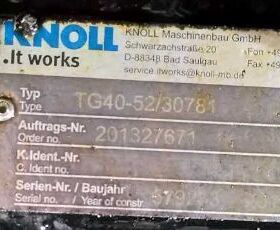 KNOLL
.It works
KNOLL Maschinenbau GmbH
Schwarzachstraße 20
D-88348 Bad Saulgau
service.itworks@knoll-mb.de
Fon +49
Fax +49
Typ
Type
TG40-52/30781
Auftrags-Nr.
Order no.
201327671
K.Ident.-Nr.
C. Ident no.
Serien-Nr. / Baujahr
Serial no. / Year of constr